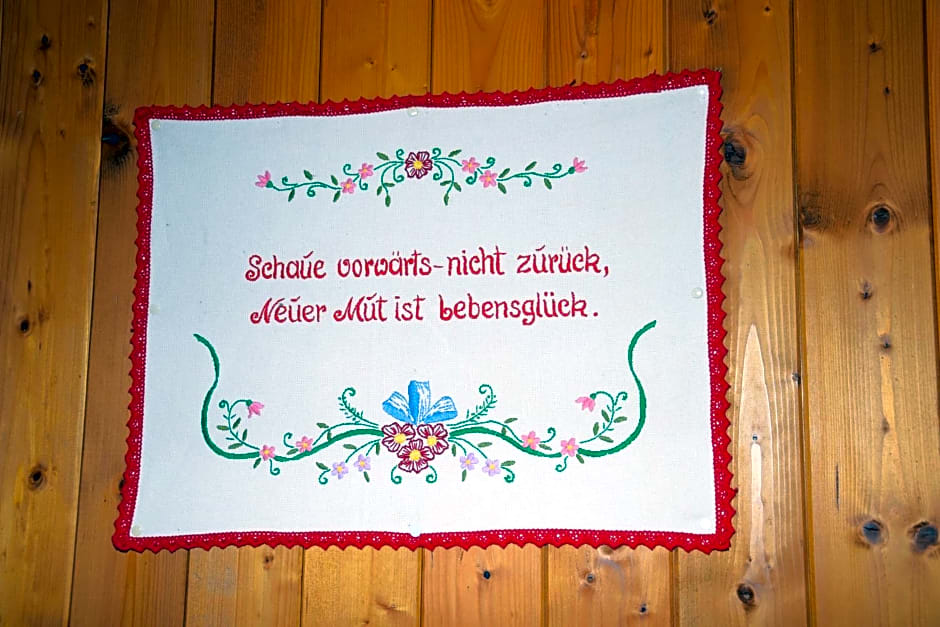 Schaue vorwärts-nicht zurück,
Neuer Mut ist Lebensglück.